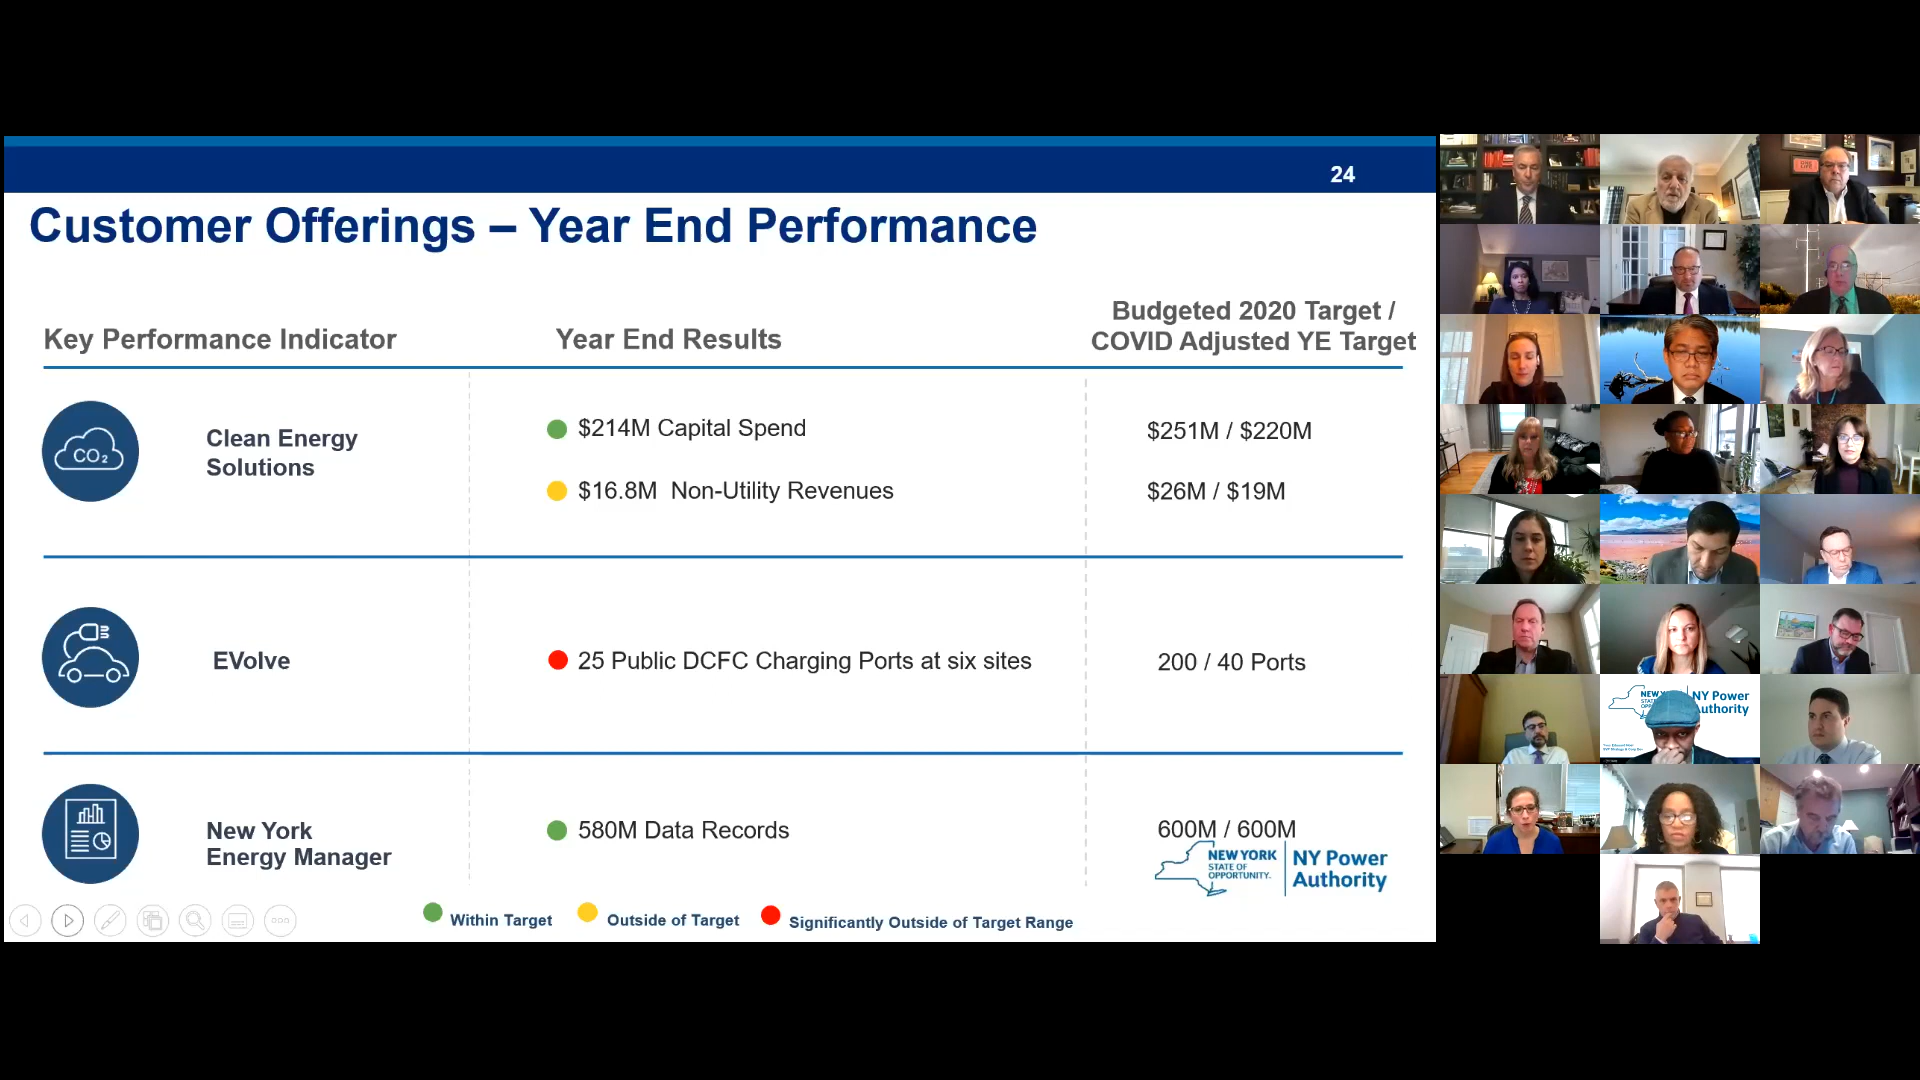 24
Customer Offerings – Year End Performance
Key Performance Indicator
Year End Results
Budgeted 2020 Target /
COVID Adjusted YE Target
CO₂
Clean Energy
Solutions
$214M Capital Spend
$251M / $220M
$16.8M Non-Utility Revenues
$26M / $19M
EVolve
25 Public DCFC Charging Ports at six sites
200 / 40 Ports
New York
Energy Manager
580M Data Records
600M / 600M
NEW YORK
STATE OF
OPPORTUNITY.
NY Power
Authority
Within Target
Outside of Target
Significantly Outside of Target Range
NY Power
Authority